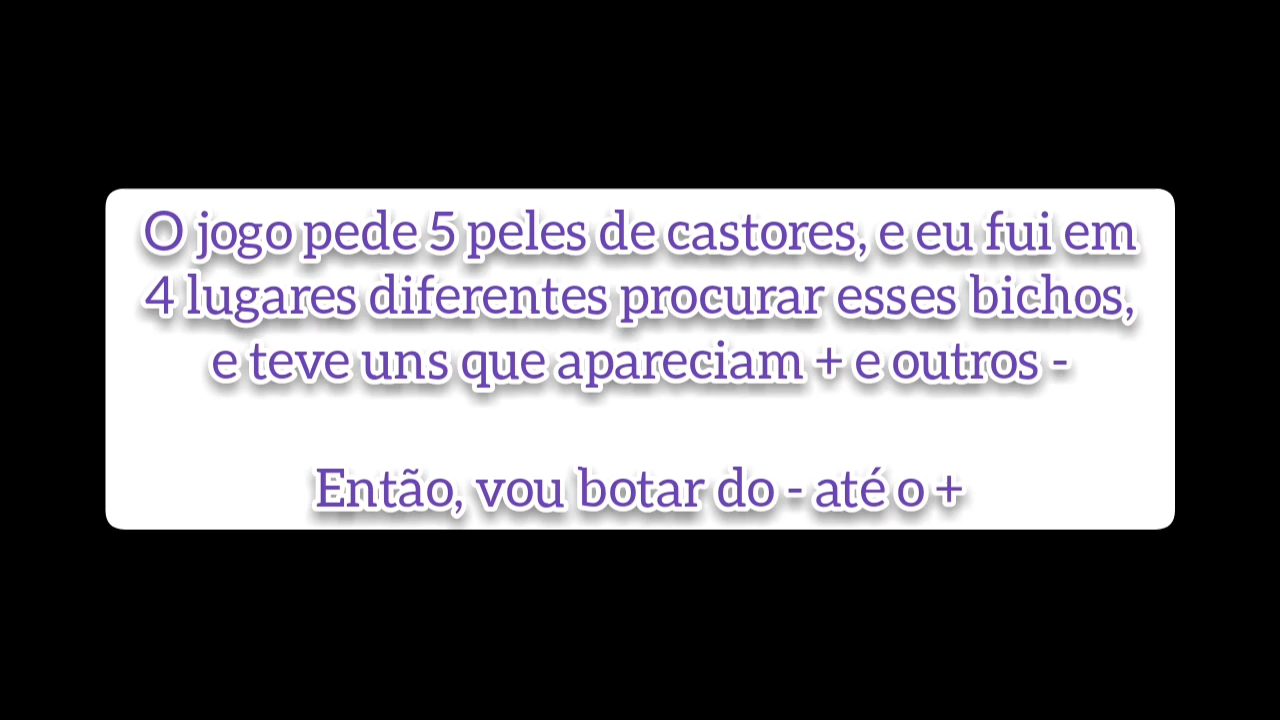 O jogo pede 5 peles de castores, e eu fui em
4 lugares diferentes procurar esses bichos,
e teve uns que apareciam + e outros -
Então, vou botar do - até o +